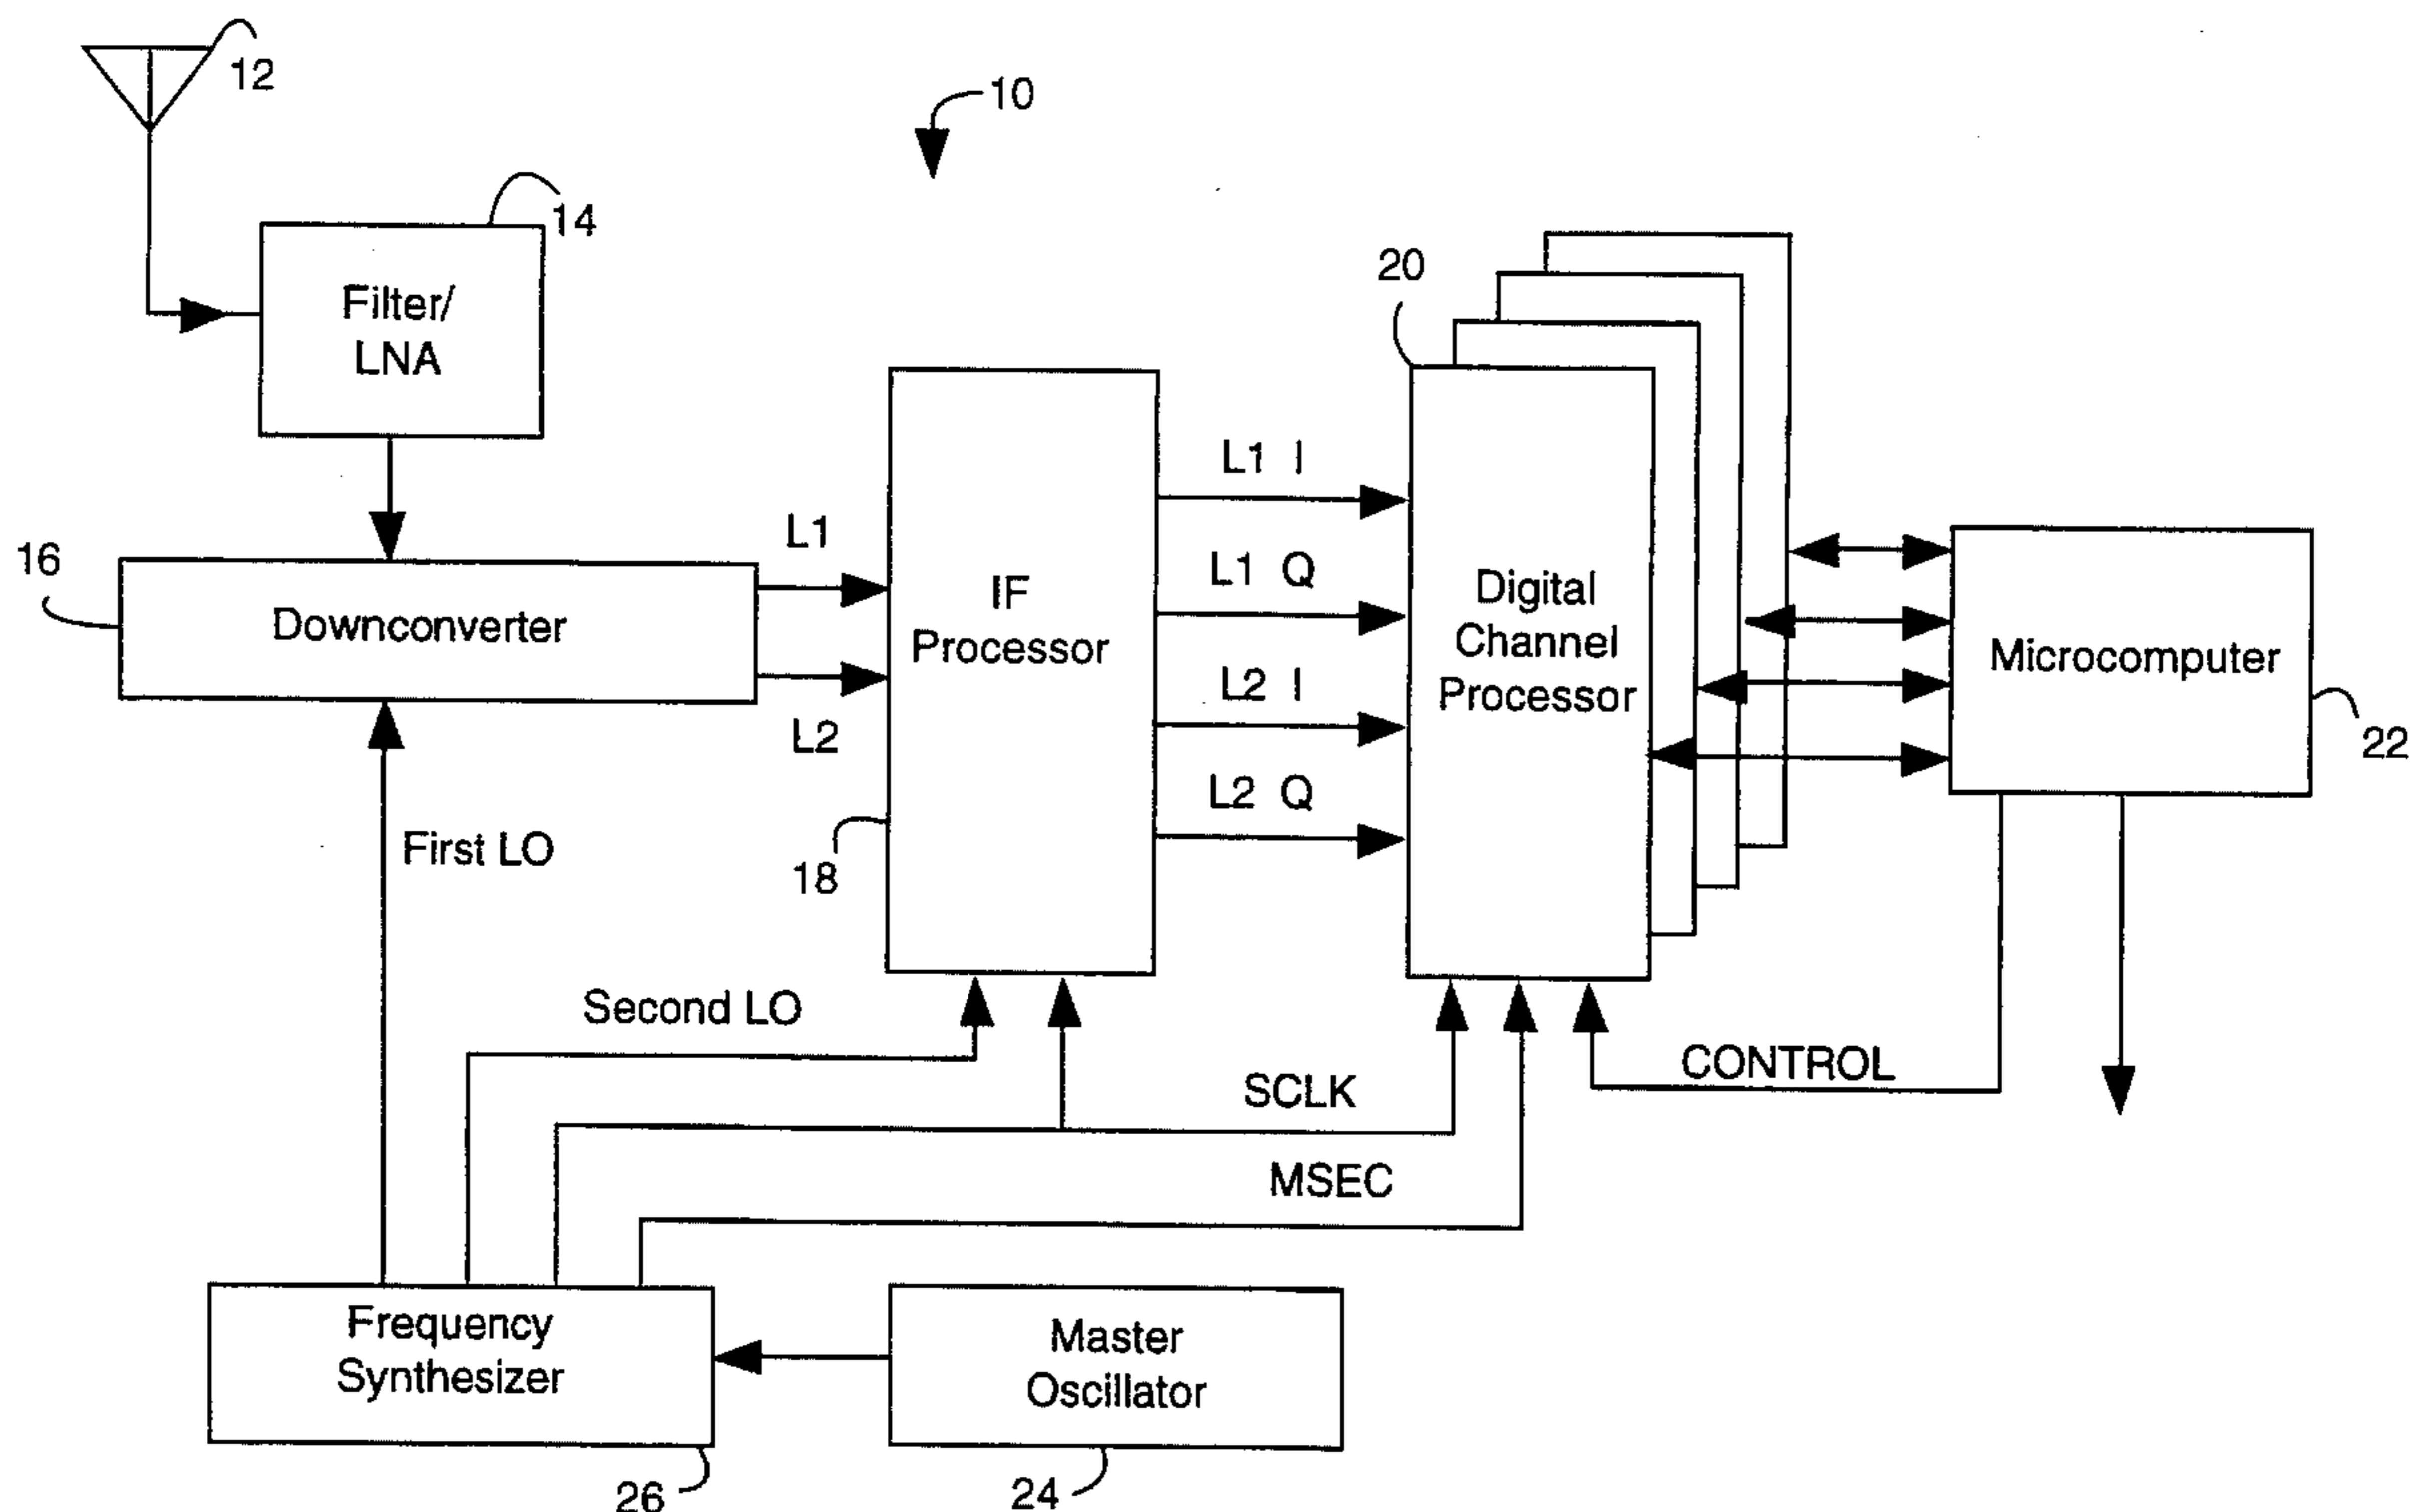 12
10
14
Filter/
LNA
20
L1 I
L1
16
L1 Q
Downconverter
IF
Processor
Digital
Channel
Processor
Microcomputer
L2 I
L2
22
L2 Q
First LO
18
Second LO
CONTROL
SCLK
MSEC
Frequency
Synthesizer
Master
Oscillator
26
24